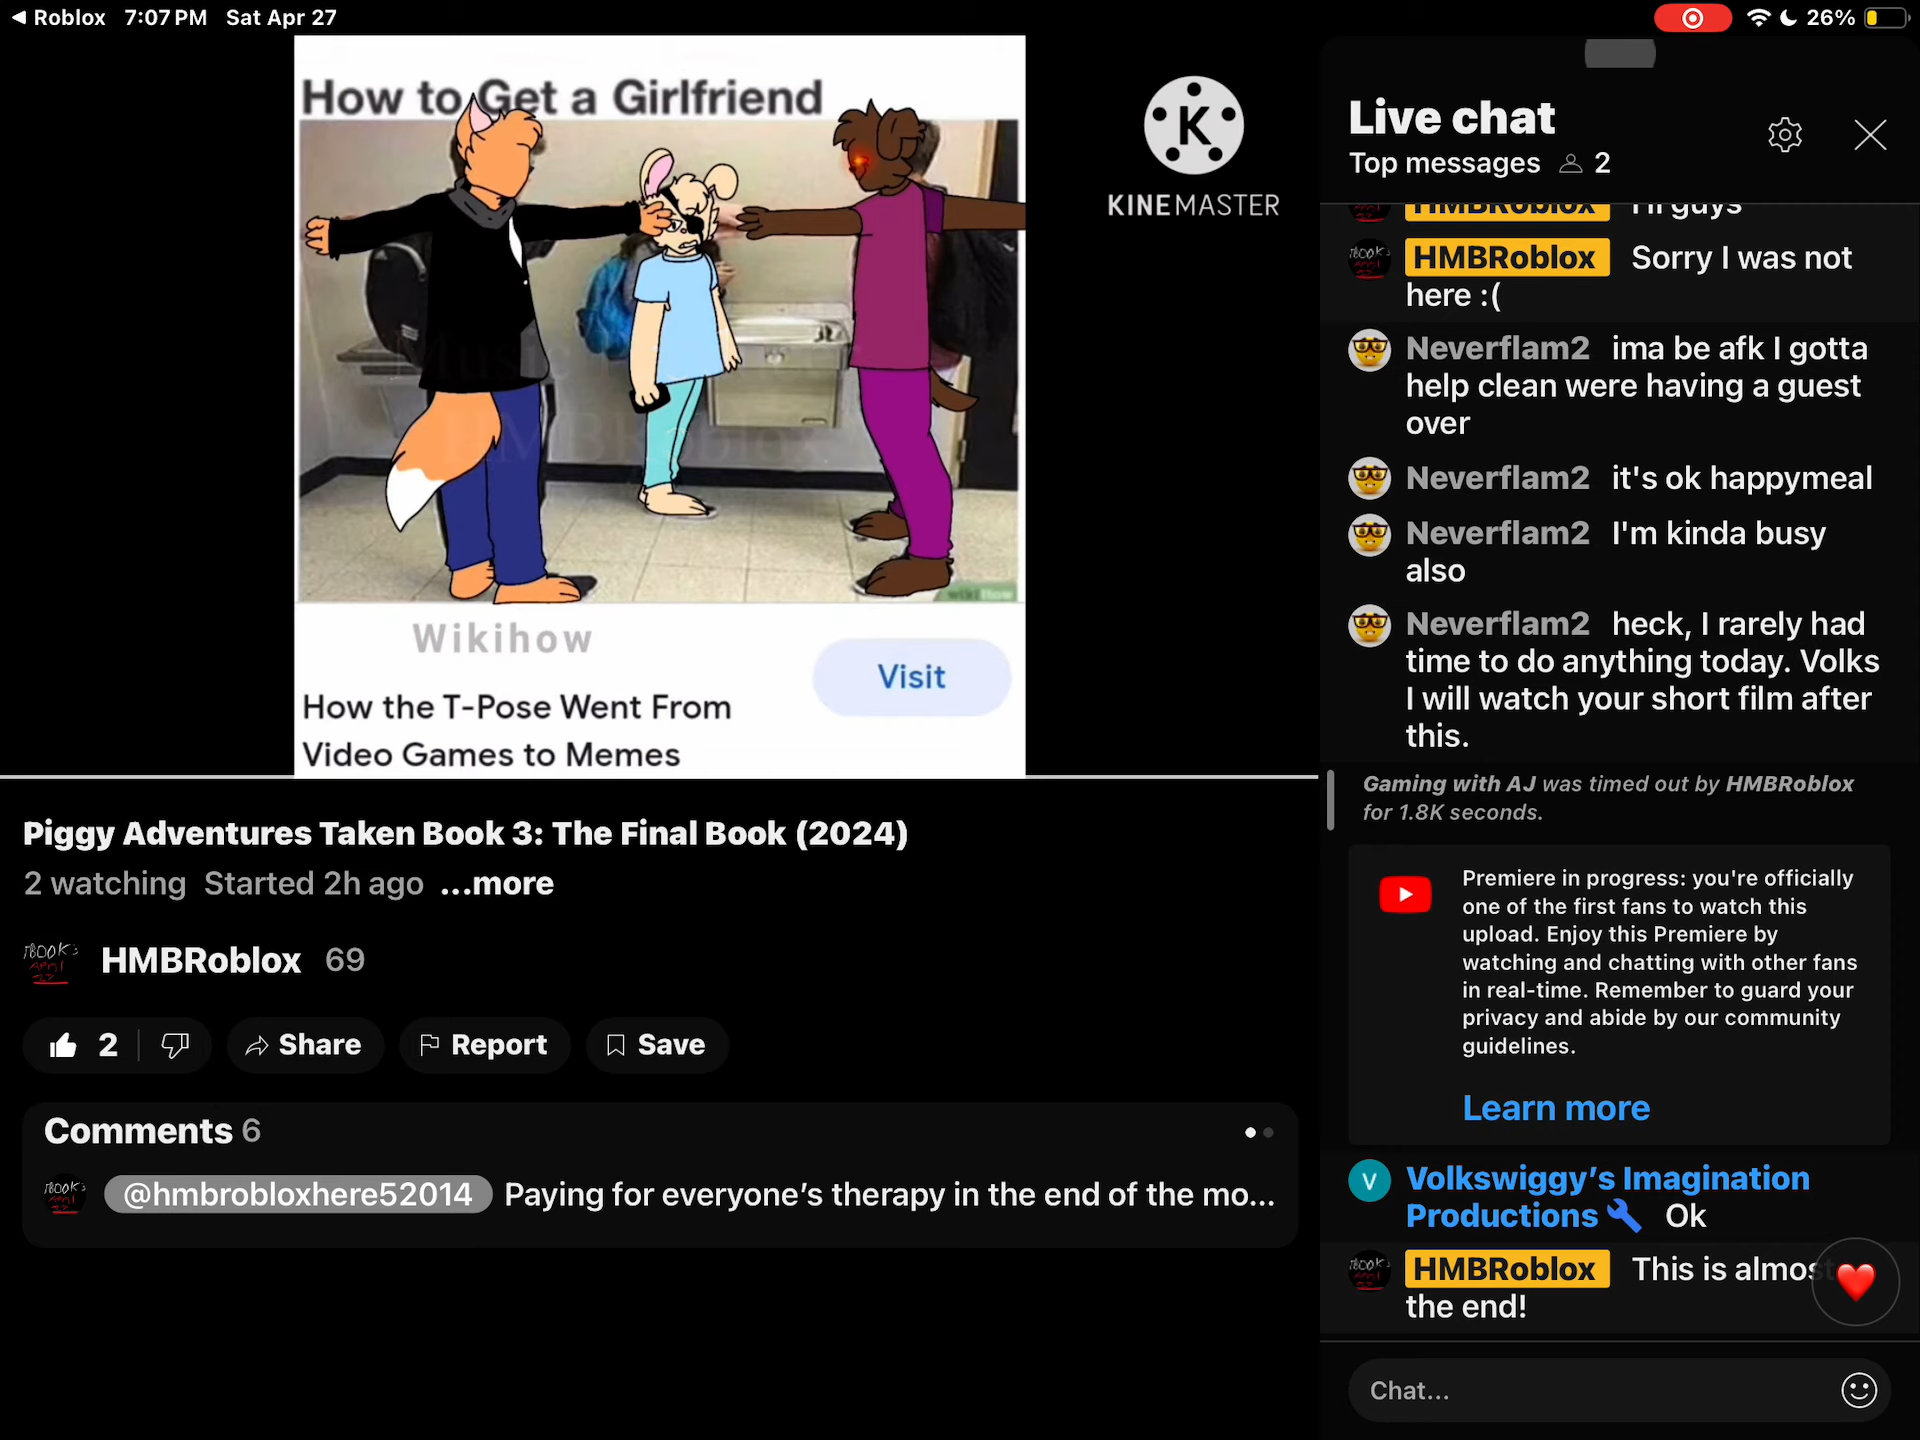 Roblox 7:07 PM Sat Apr 27
26%
How to Get a Girlfriend
K
KINEMASTER
wikiHow
Wikihow
Visit
How the T-Pose Went From
Video Games to Memes
Piggy Adventures Taken Book 3: The Final Book (2024)
2 watching Started 2h ago ...more
HMBRoblox 69
2 Share Report Save
Comments 6
@hmbrobloxhere52014 Paying for everyone's therapy in the end of the mo...
Live chat
Top messages 2
HMBRoblox Hi guys
HMBRoblox Sorry I was not
here :(
Neverflam2 ima be afk I gotta
help clean were having a guest
over
Neverflam2 it's ok happymeal
Neverflam2 I'm kinda busy
also
Neverflam2 heck, I rarely had
time to do anything today. Volks
I will watch your short film after
this.
Gaming with AJ was timed out by HMBRoblox
for 1.8K seconds.
Premiere in progress: you're officially
one of the first fans to watch this
upload. Enjoy this Premiere by
watching and chatting with other fans
in real-time. Remember to guard your
privacy and abide by our community
guidelines.
Learn more
V
Volkswiggy's Imagination
Productions Ok
HMBRoblox This is almost
the end!
Chat...